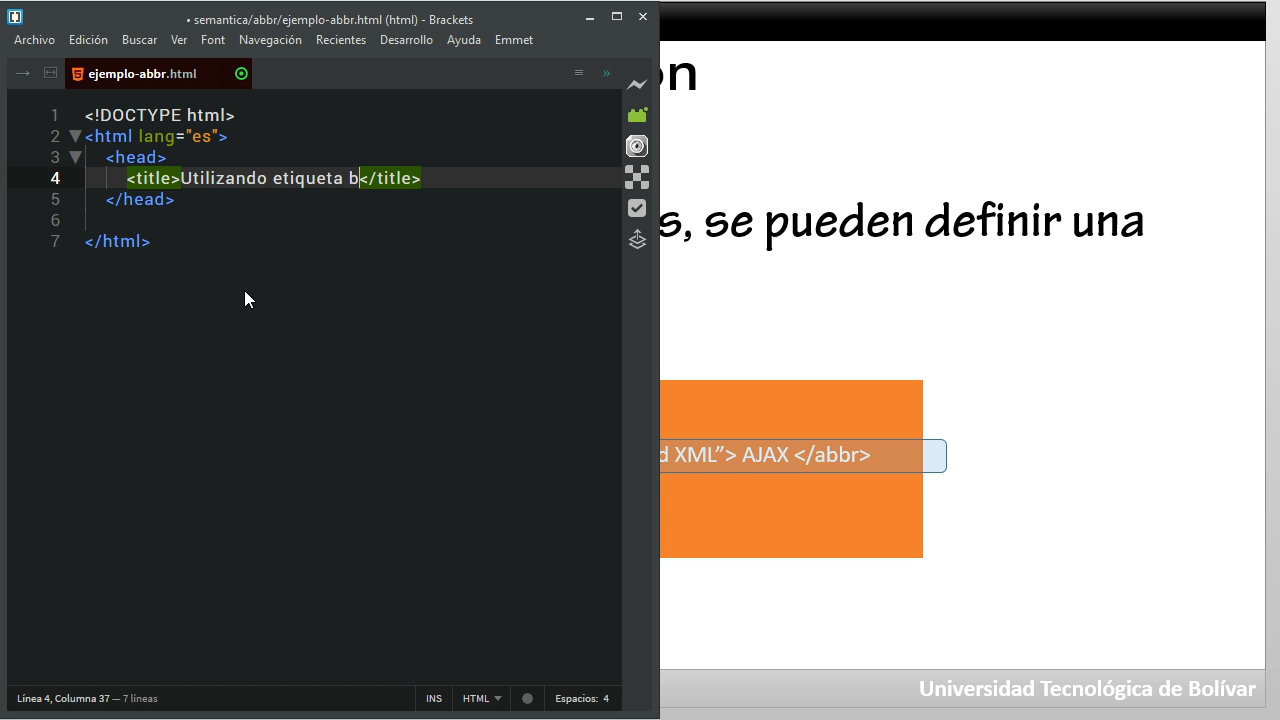 • semantica/abbr/ejemplo-abbr.html (html) - Brackets
Archivo Edición Buscar Ver Font Navegación Recientes Desarrollo Ayuda Emmet
ejemplo-abbr.html
1 <!DOCTYPE html>
2 <html lang="es">
3 <head>
4 <title>Utilizando etiqueta b</title>
5 </head>
6
7 </html>
Línea 4, Columna 37 — 7 líneas
INS HTML Espacios: 4
on
s, se pueden definir una
d XML”> AJAX </abbr>
Universidad Tecnológica de Bolívar